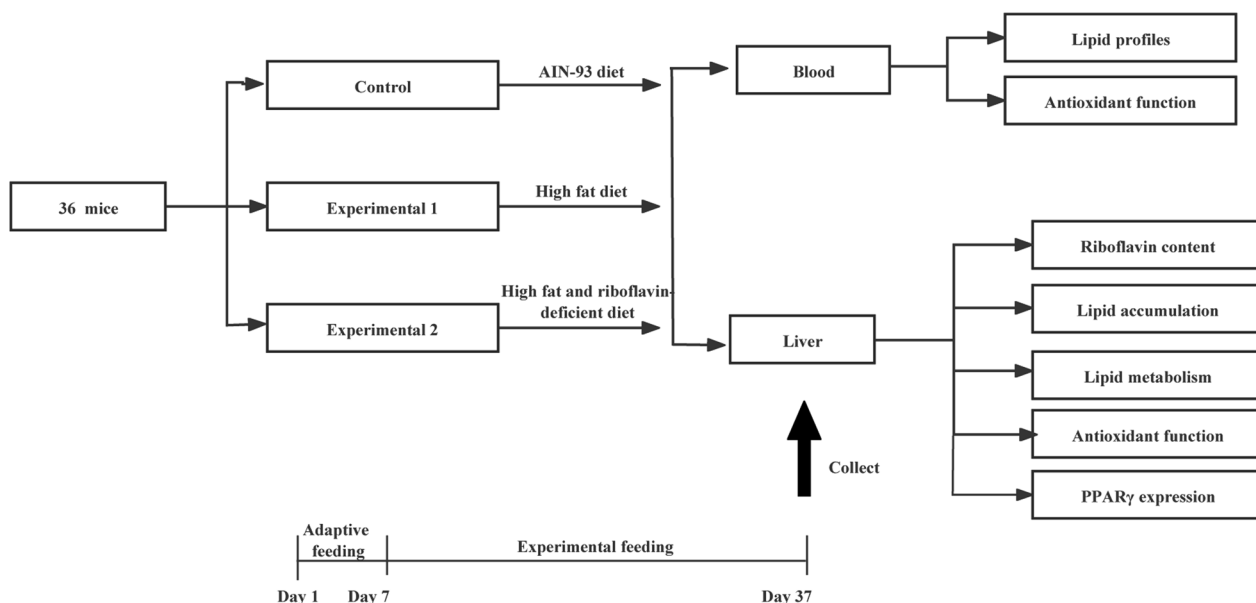 36 mice
Control
Experimental 1
Experimental 2
AIN-93 diet
High fat diet
High fat and riboflavin-
deficient diet
Blood
Liver
Lipid profiles
Antioxidant function
Riboflavin content
Lipid accumulation
Lipid metabolism
Antioxidant function
PPARγ expression
Collect
Adaptive
feeding
Experimental feeding
Day 1
Day 7
Day 37